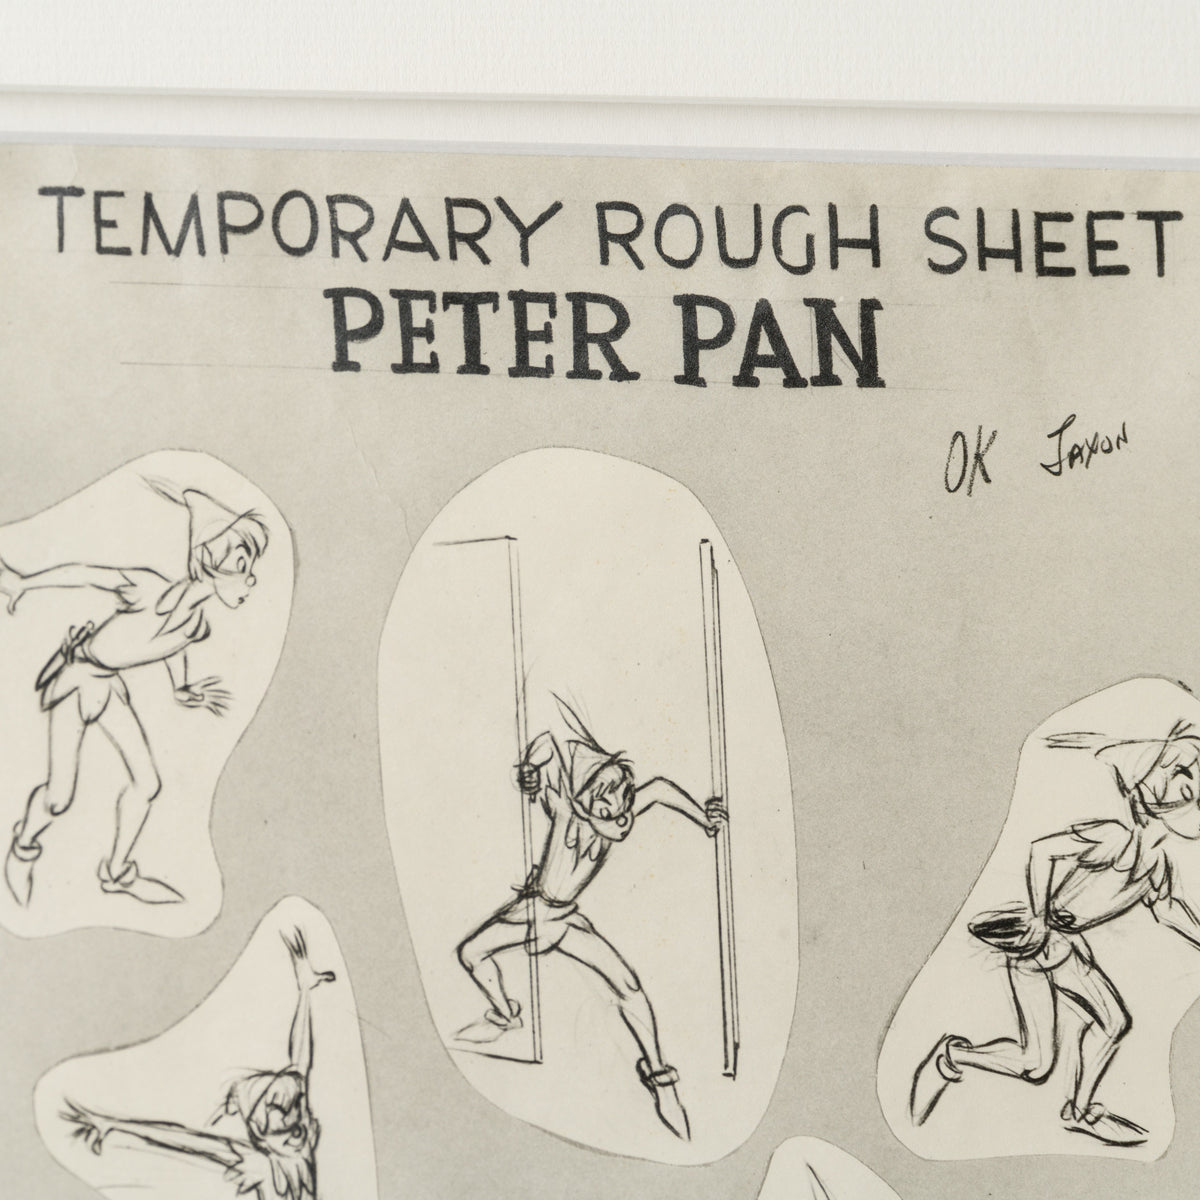 TEMPORARY ROUGH SHEET
PETER PAN
OK Jaxon